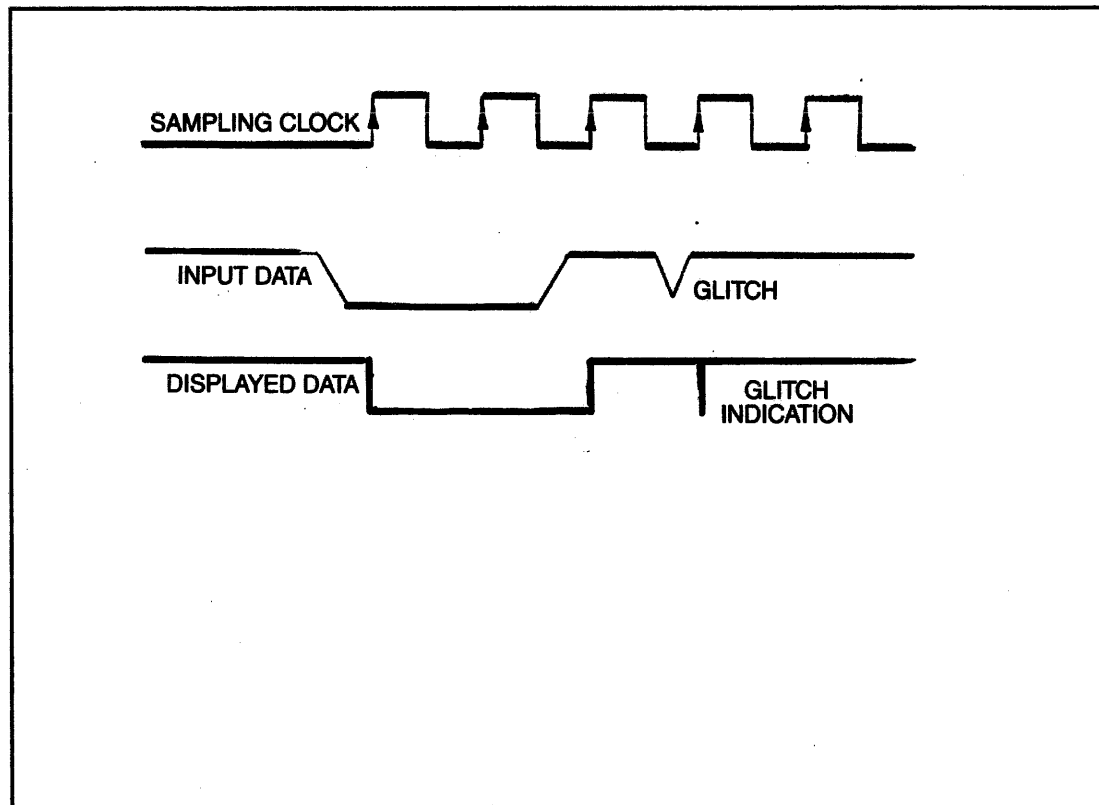 SAMPLING CLOCK
INPUT DATA
GLITCH
DISPLAYED DATA
GLITCH
INDICATION